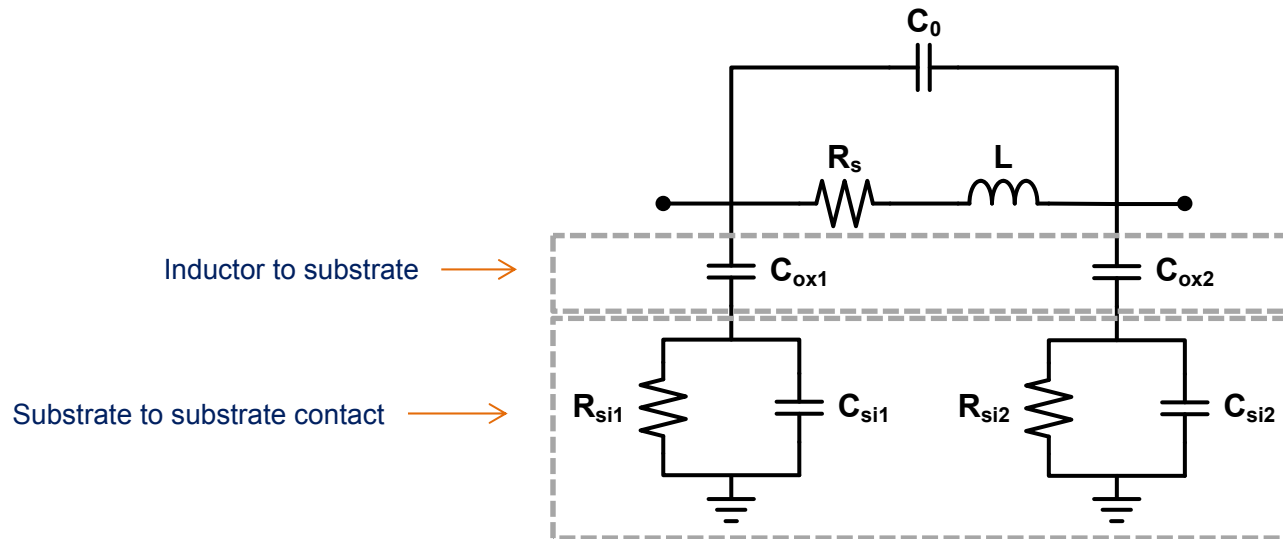 C₀
Rₛ L
Inductor to substrate Cₒₓ₁ Cₒₓ₂
Substrate to substrate contact Rₛᵢ₁ Cₛᵢ₁ Rₛᵢ₂ Cₛᵢ₂